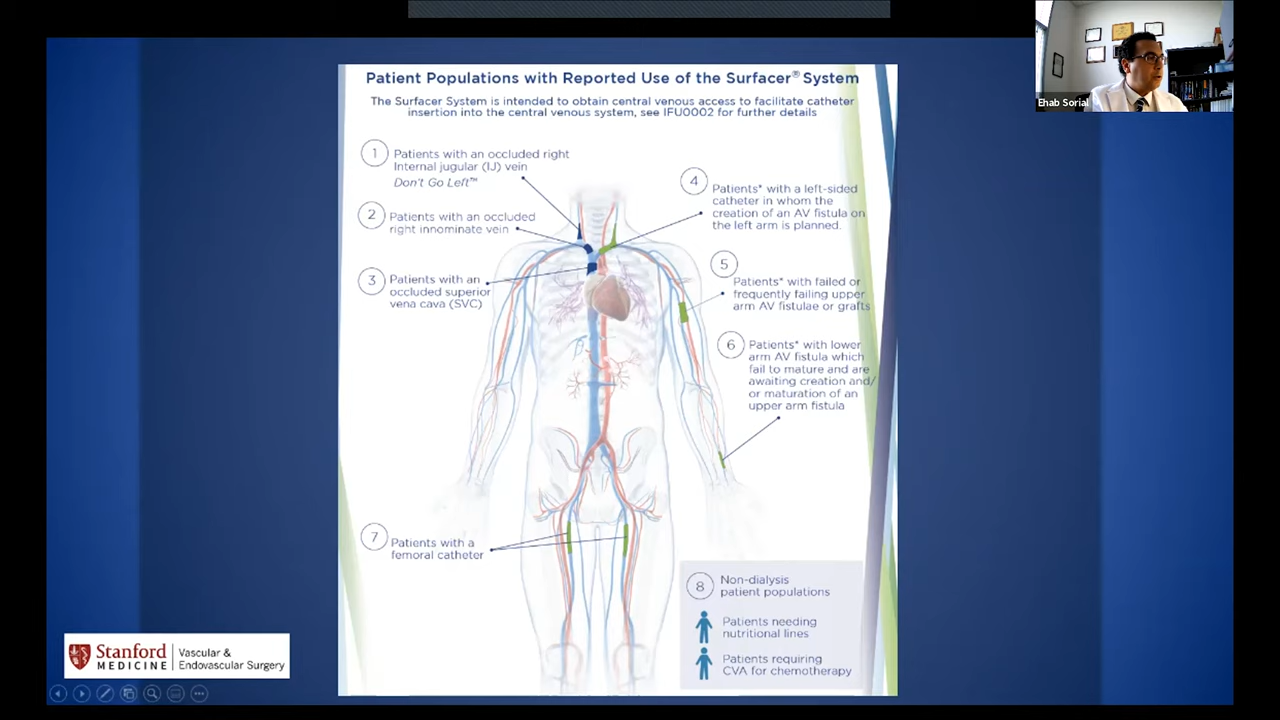 Ehab Sorial
Patient Populations with Reported Use of the Surfacer® System
The Surfacer System is intended to obtain central venous access to facilitate catheter
insertion into the central venous system, see IFU0002 for further details
1
Patients with an occluded right
Internal jugular (IJ) vein
Don't Go Left™
2
Patients with an occluded
right innominate vein
3
Patients with an
occluded superior
vena cava (SVC)
4
Patients* with a left-sided
catheter in whom the
creation of an AV fistula on
the left arm is planned.
5
Patients* with failed or
frequently failing upper
arm AV fistulae or grafts
6
Patients* with lower
arm AV fistula which
fail to mature and are
awaiting creation and/
or maturation of an
upper arm fistula
7
Patients with a
femoral catheter
8
Non-dialysis
patient populations
Patients needing
nutritional lines
Patients requiring
CVA for chemotherapy
Stanford
MEDICINE
Vascular &
Endovascular Surgery